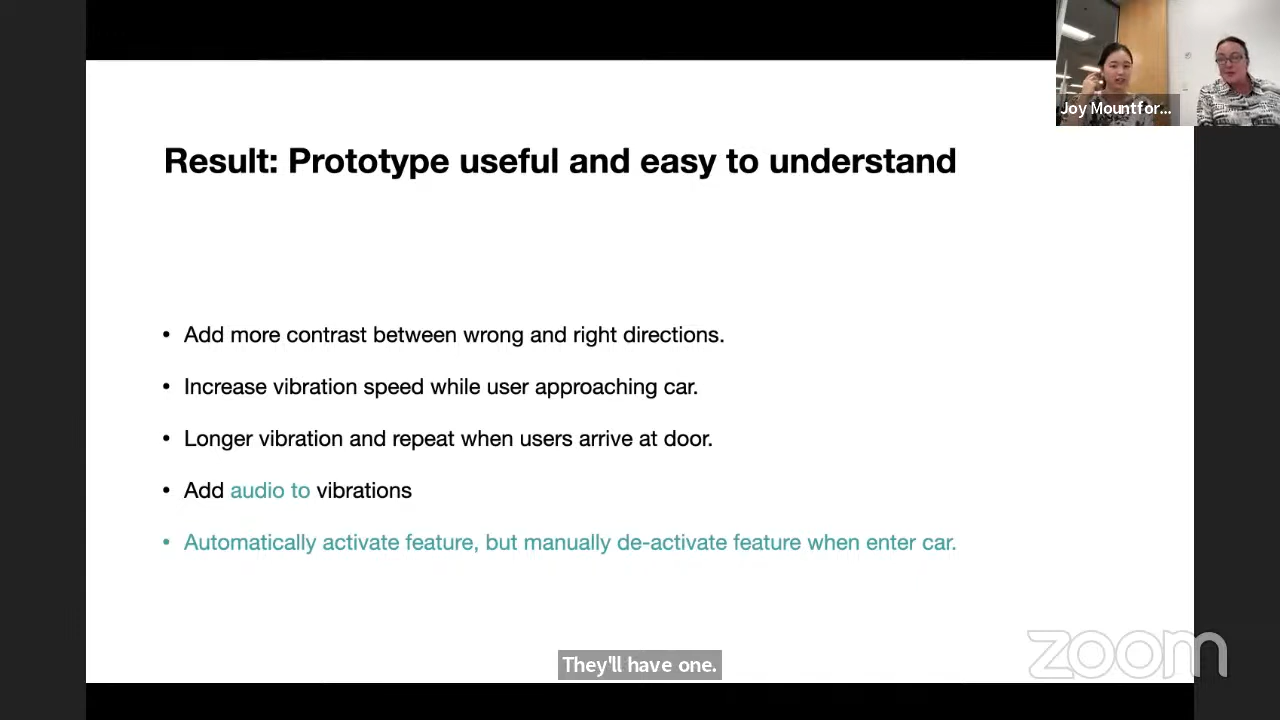 Joy Mountfor...
Result: Prototype useful and easy to understand
• Add more contrast between wrong and right directions.
• Increase vibration speed while user approaching car.
• Longer vibration and repeat when users arrive at door.
• Add audio to vibrations
• Automatically activate feature, but manually de-activate feature when enter car.
They'll have one.
zoom